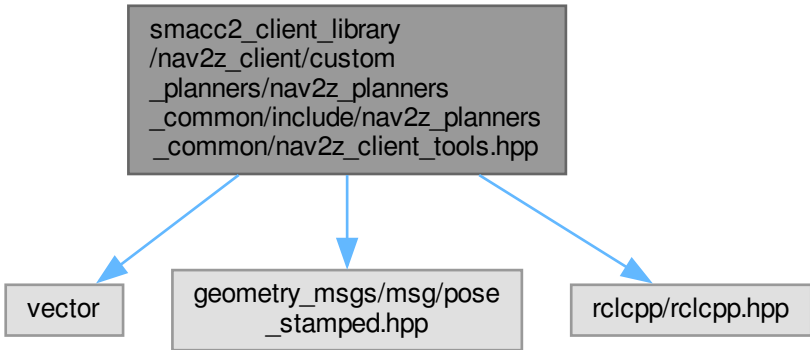 smacc2_client_library
/nav2z_client/custom
_planners/nav2z_planners
_common/include/nav2z_planners
_common/nav2z_client_tools.hpp
vector
geometry_msgs/msg/pose
_stamped.hpp
rclcpp/rclcpp.hpp